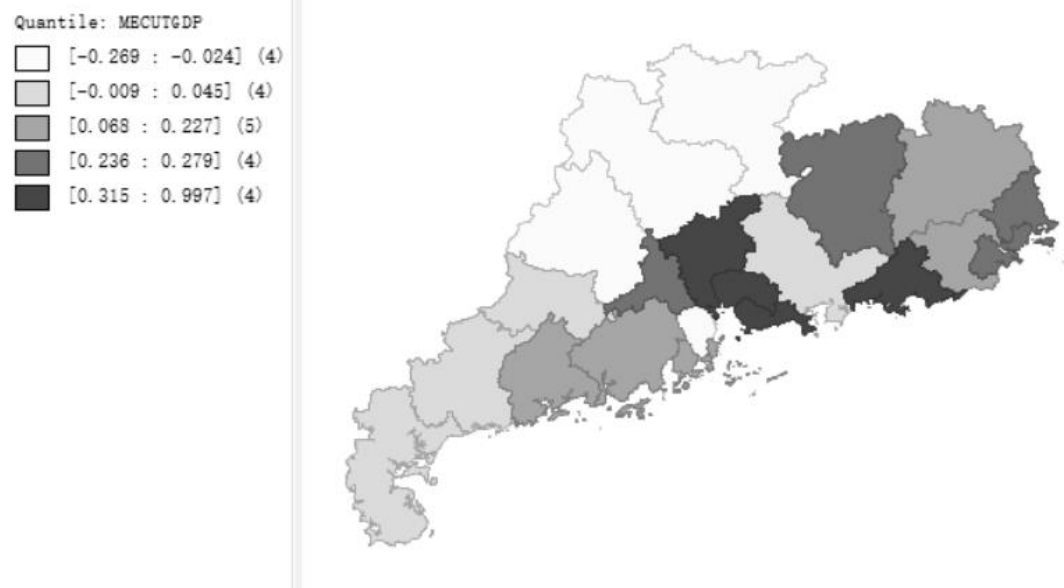 Quantile: MECUTGDP
[-0.269 : -0.024] (4)
[-0.009 : 0.045] (4)
[0.068 : 0.227] (5)
[0.236 : 0.279] (4)
[0.315 : 0.997] (4)